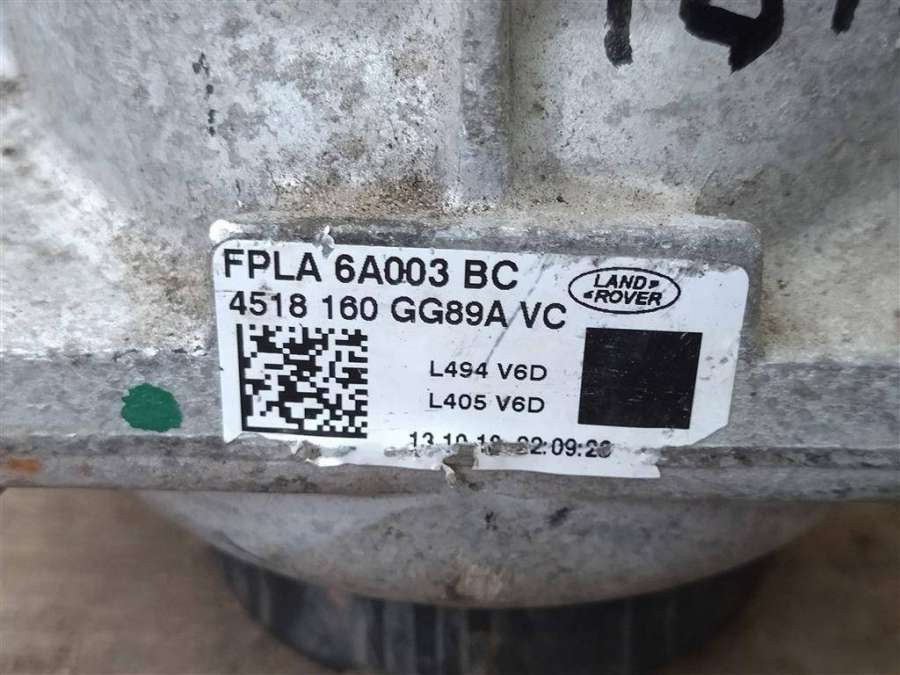 FPLA 6A003 BC
LAND
ROVER
4518 160 GG89A VC
L494 V6D
L405 V6D